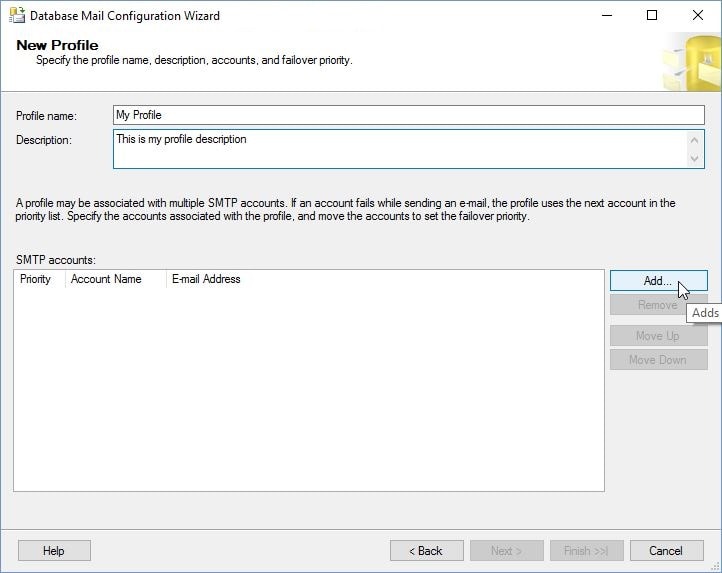 Database Mail Configuration Wizard
New Profile
Specify the profile name, description, accounts, and failover priority.
Profile name: My Profile
Description: This is my profile description
A profile may be associated with multiple SMTP accounts. If an account fails while sending an e-mail, the profile uses the next account in the
priority list. Specify the accounts associated with the profile, and move the accounts to set the failover priority.
SMTP accounts:
Priority Account Name E-mail Address
Add...
Remove
Adds
Move Up
Move Down
Help < Back Next > Finish >>| Cancel